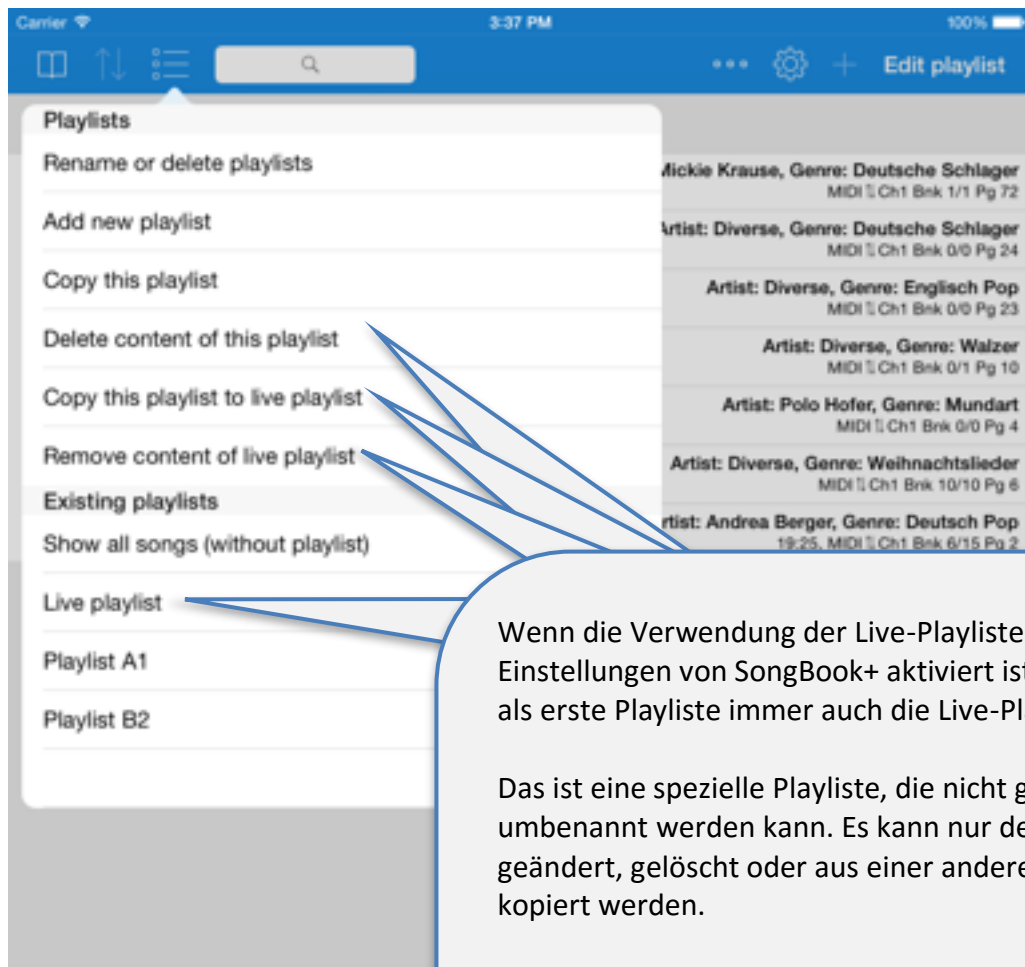 Carrier 3:37 PM 100%
Edit playlist
Playlists
Rename or delete playlists
Add new playlist
Copy this playlist
Delete content of this playlist
Copy this playlist to live playlist
Remove content of live playlist
Existing playlists
Show all songs (without playlist)
Live playlist
Playlist A1
Playlist B2
Mickie Krause, Genre: Deutsche Schlager
MIDI Ch1 Bnk 1/1 Pg 72
Artist: Diverse, Genre: Deutsche Schlager
MIDI Ch1 Bnk 0/0 Pg 24
Artist: Diverse, Genre: Englisch Pop
MIDI Ch1 Bnk 0/0 Pg 23
Artist: Diverse, Genre: Walzer
MIDI Ch1 Bnk 0/1 Pg 10
Artist: Polo Hofer, Genre: Mundart
MIDI Ch1 Bnk 0/0 Pg 4
Artist: Diverse, Genre: Weihnachtslieder
MIDI Ch1 Bnk 10/10 Pg 6
rtist: Andrea Berger, Genre: Deutsch Pop
19:25, MIDI Ch1 Bnk 6/15 Pg 2
Wenn die Verwendung der Live-Playliste
Einstellungen von SongBook+ aktiviert ist
als erste Playliste immer auch die Live-Pl
Das ist eine spezielle Playliste, die nicht g
umbenannt werden kann. Es kann nur de
geändert, gelöscht oder aus einer andere
kopiert werden.